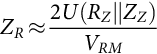 Z_R ≈ 2U(R_Z||Z_Z) / V_RM